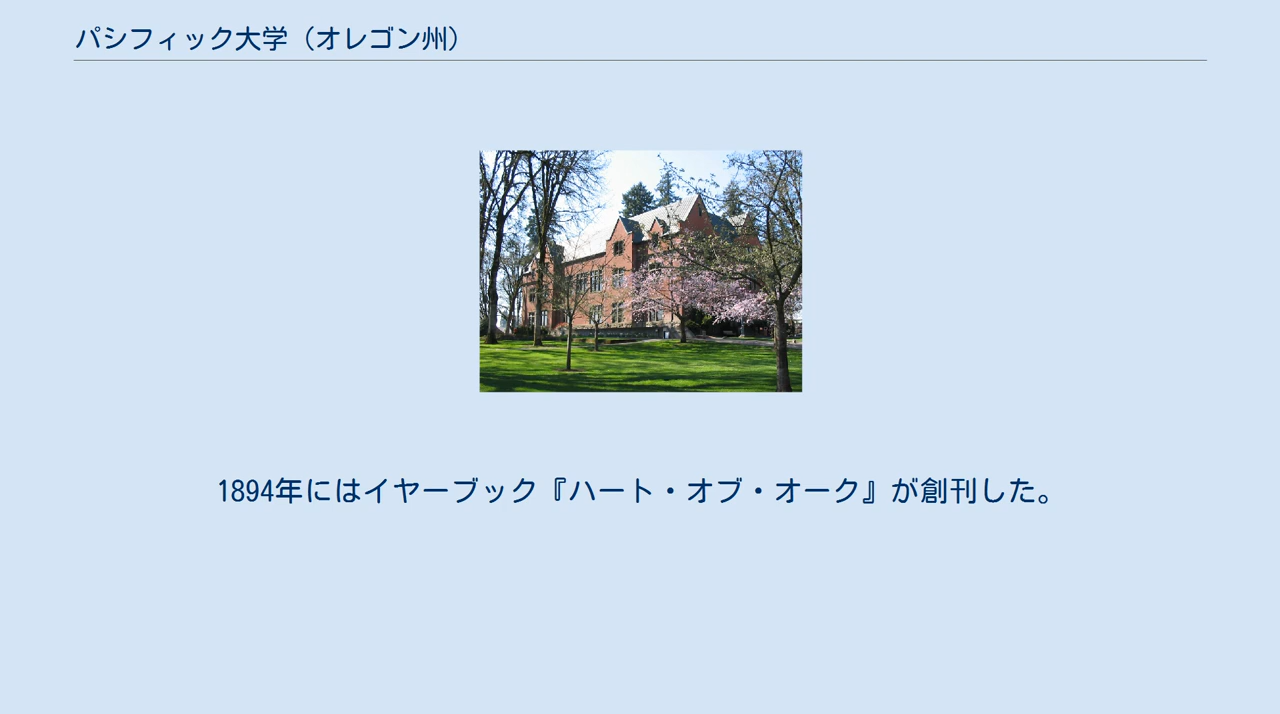 パシフィック大学（オレゴン州）
1894年にはイヤーブック『ハート・オブ・オーク』が創刊した。